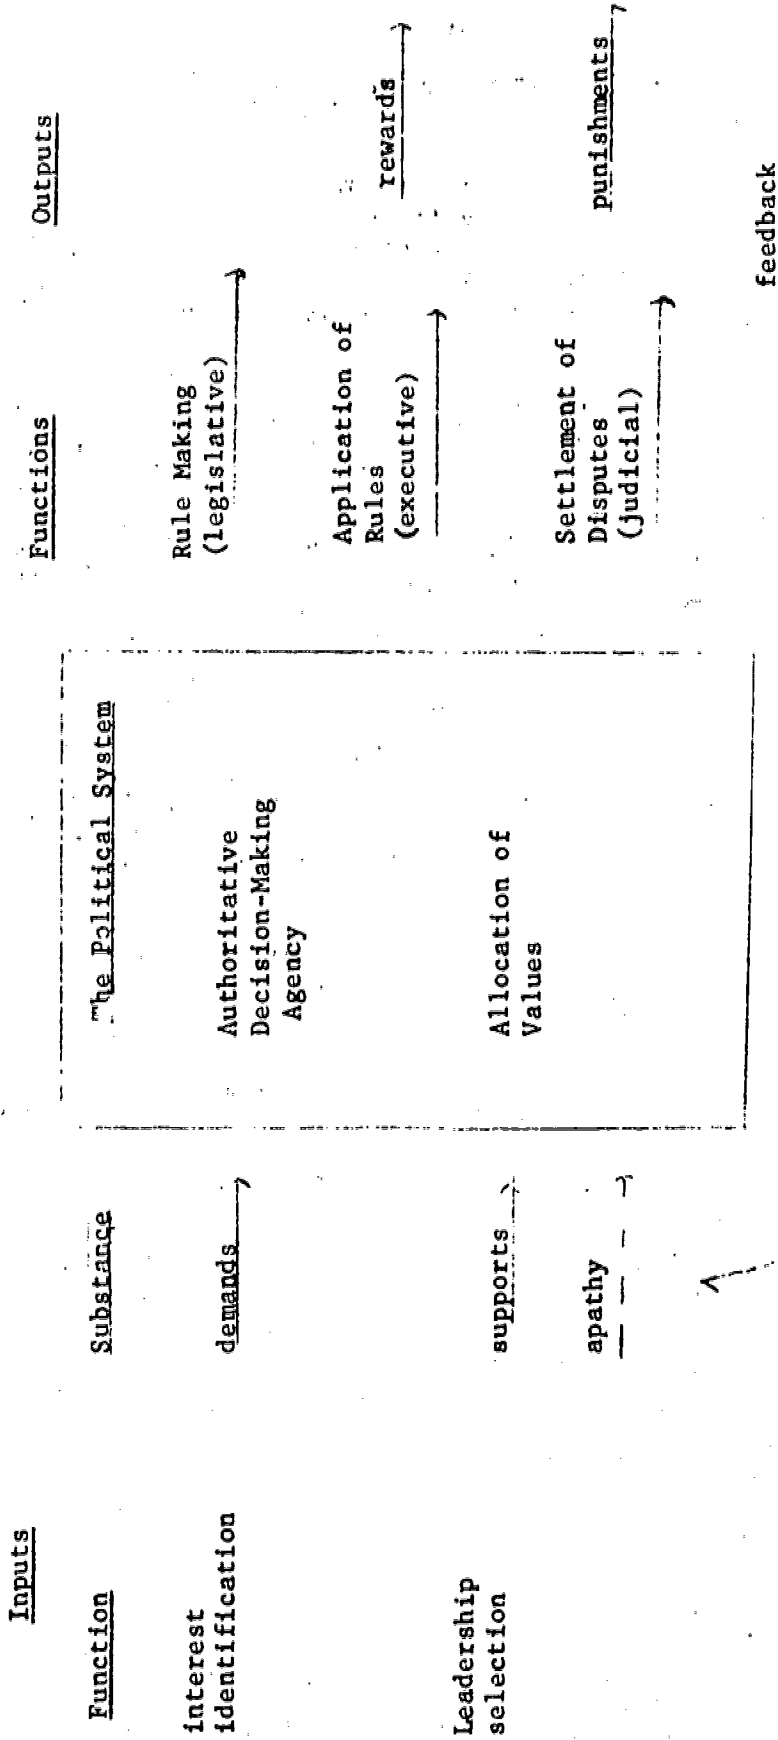 Inputs
Function
Substance
interest
identification
demands
Leadership
selection
supports
apathy
The Political System
Authoritative
Decision-Making
Agency
Allocation of
Values
Functions
Rule Making
(legislative)
Application of
Rules
(executive)
Settlement of
Disputes
(judicial)
Outputs
rewards
punishments
feedback